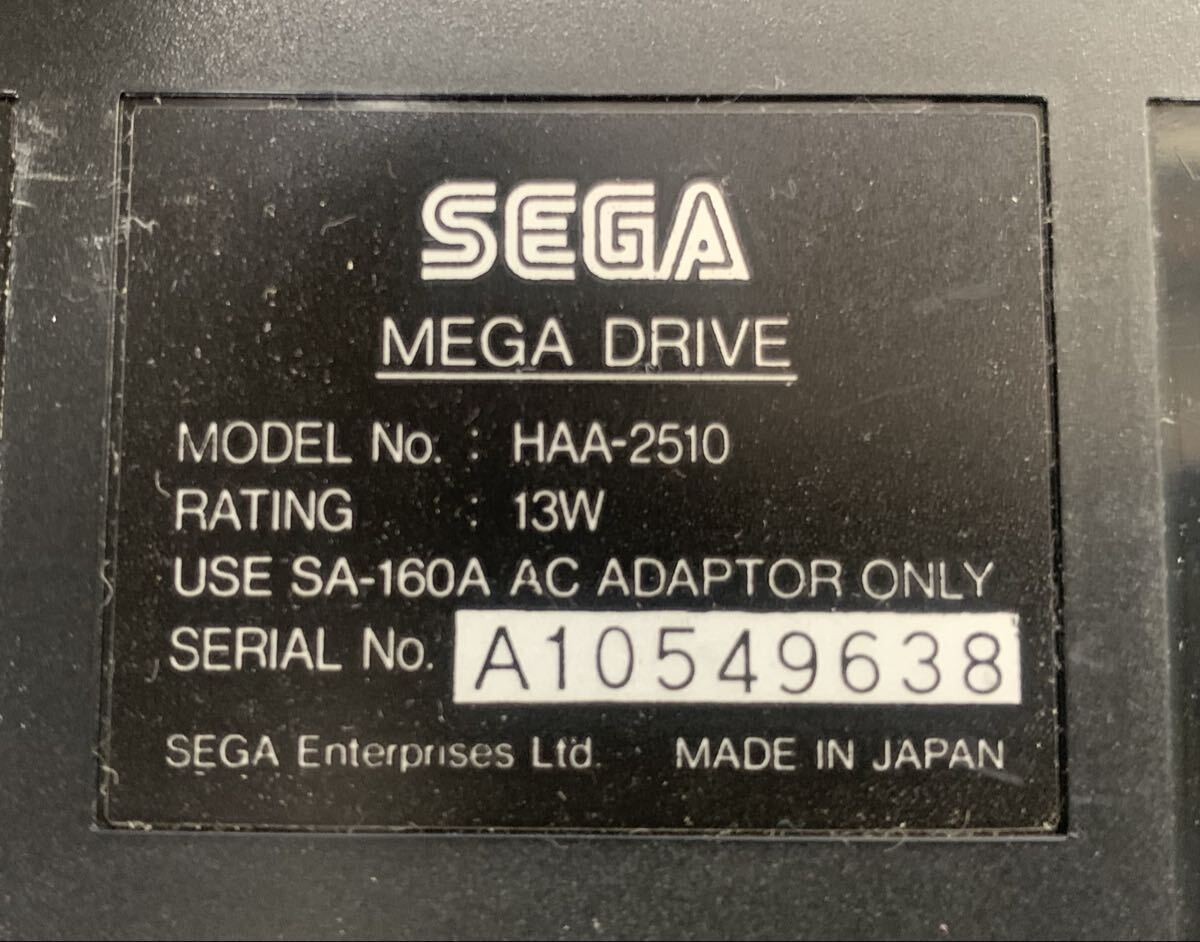 SEGA
MEGA DRIVE
MODEL No. : HAA-2510
RATING : 13W
USE SA-160A AC ADAPTOR ONLY
SERIAL No. A10549638
SEGA Enterprises Ltd. MADE IN JAPAN